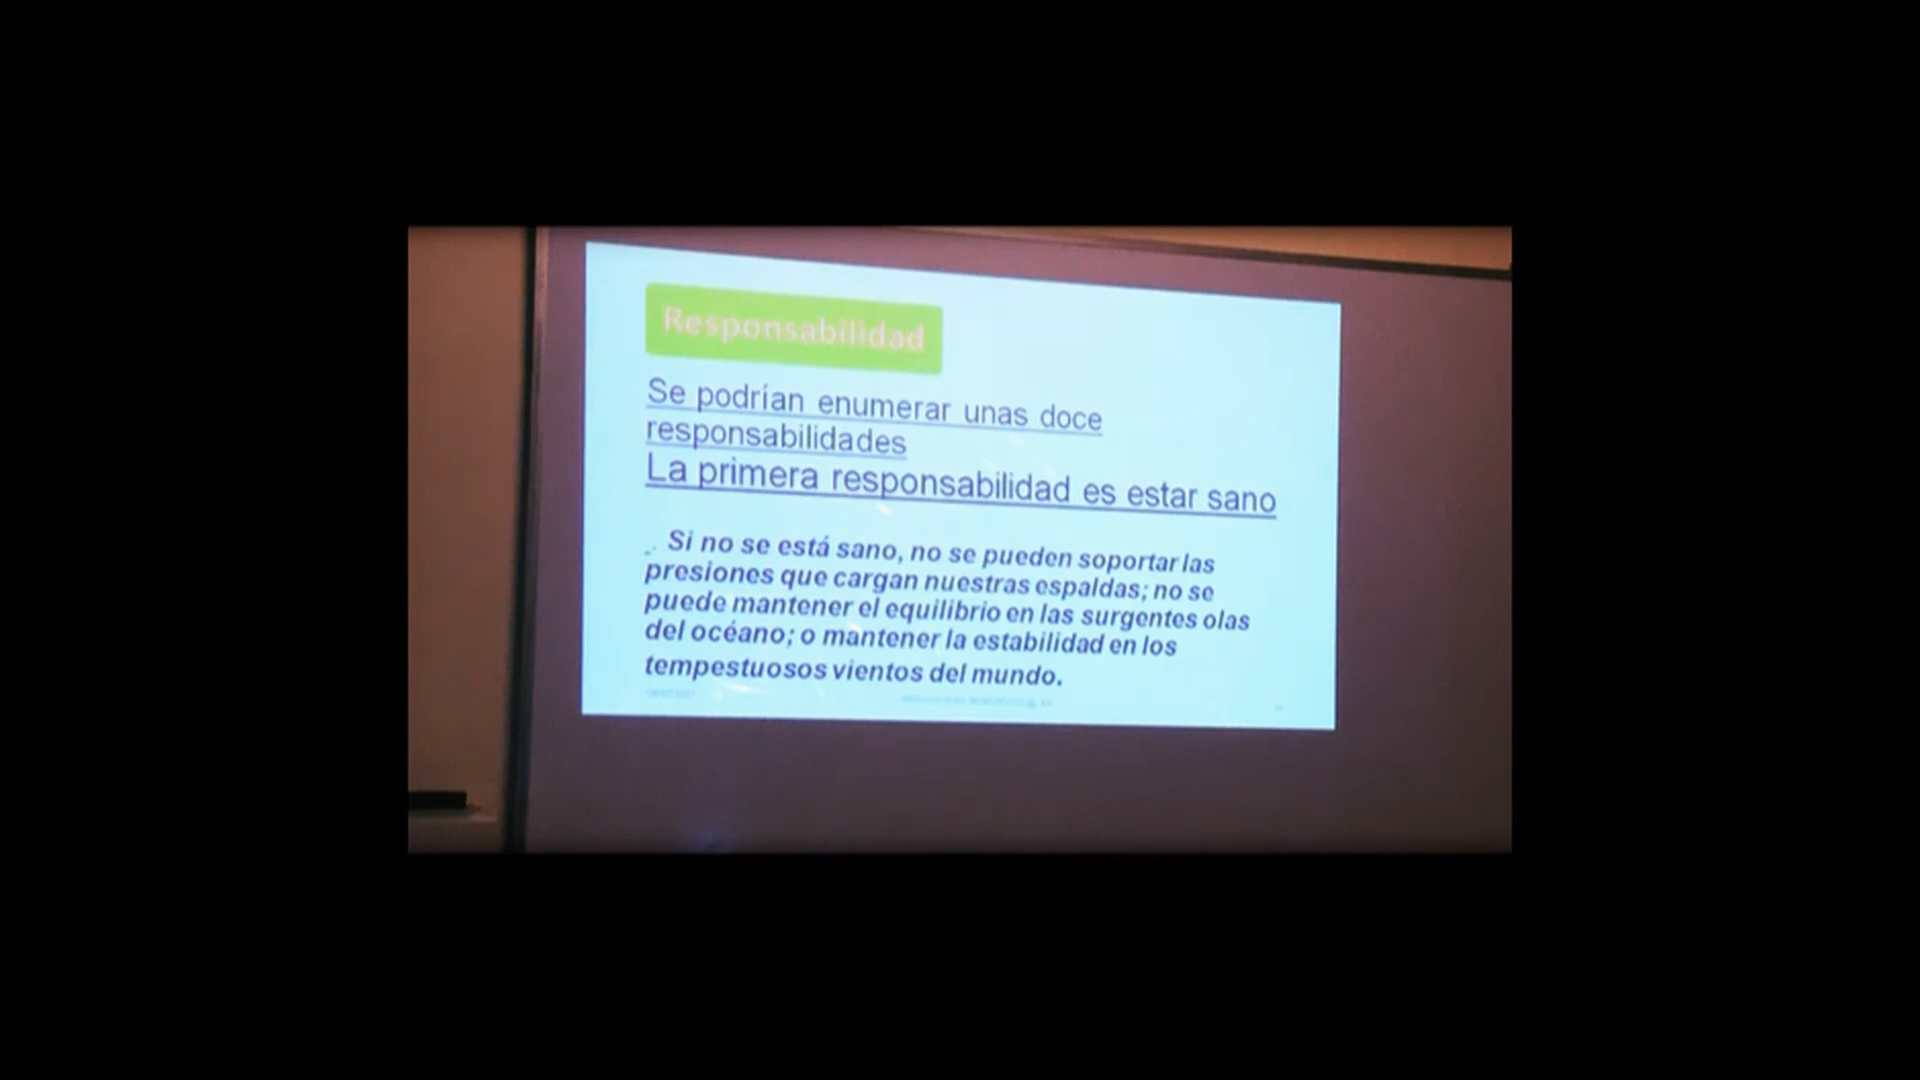 Responsabilidad
Se podrían enumerar unas doce
responsabilidades
La primera responsabilidad es estar sano
Si no se está sano, no se pueden soportar las
presiones que cargan nuestras espaldas; no se
puede mantener el equilibrio en las surgentes olas
del océano; o mantener la estabilidad en los
tempestuosos vientos del mundo.